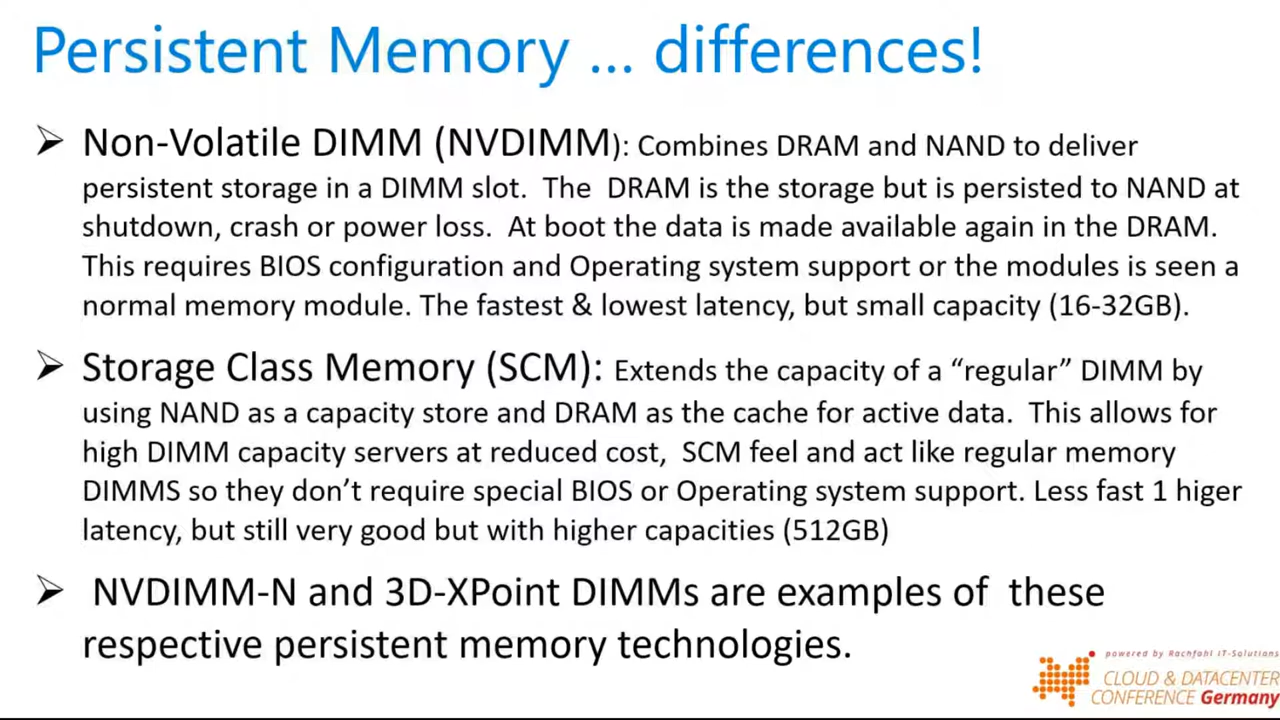 Persistent Memory ... differences!
Non-Volatile DIMM (NVDIMM): Combines DRAM and NAND to deliver
persistent storage in a DIMM slot. The DRAM is the storage but is persisted to NAND at
shutdown, crash or power loss. At boot the data is made available again in the DRAM.
This requires BIOS configuration and Operating system support or the modules is seen a
normal memory module. The fastest & lowest latency, but small capacity (16-32GB).
Storage Class Memory (SCM): Extends the capacity of a “regular” DIMM by
using NAND as a capacity store and DRAM as the cache for active data. This allows for
high DIMM capacity servers at reduced cost, SCM feel and act like regular memory
DIMMS so they don’t require special BIOS or Operating system support. Less fast 1 higer
latency, but still very good but with higher capacities (512GB)
NVDIMM-N and 3D-XPoint DIMMs are examples of these
respective persistent memory technologies.
powered by Rachfahl IT-Solutions
CLOUD & DATACENTER
CONFERENCE Germany